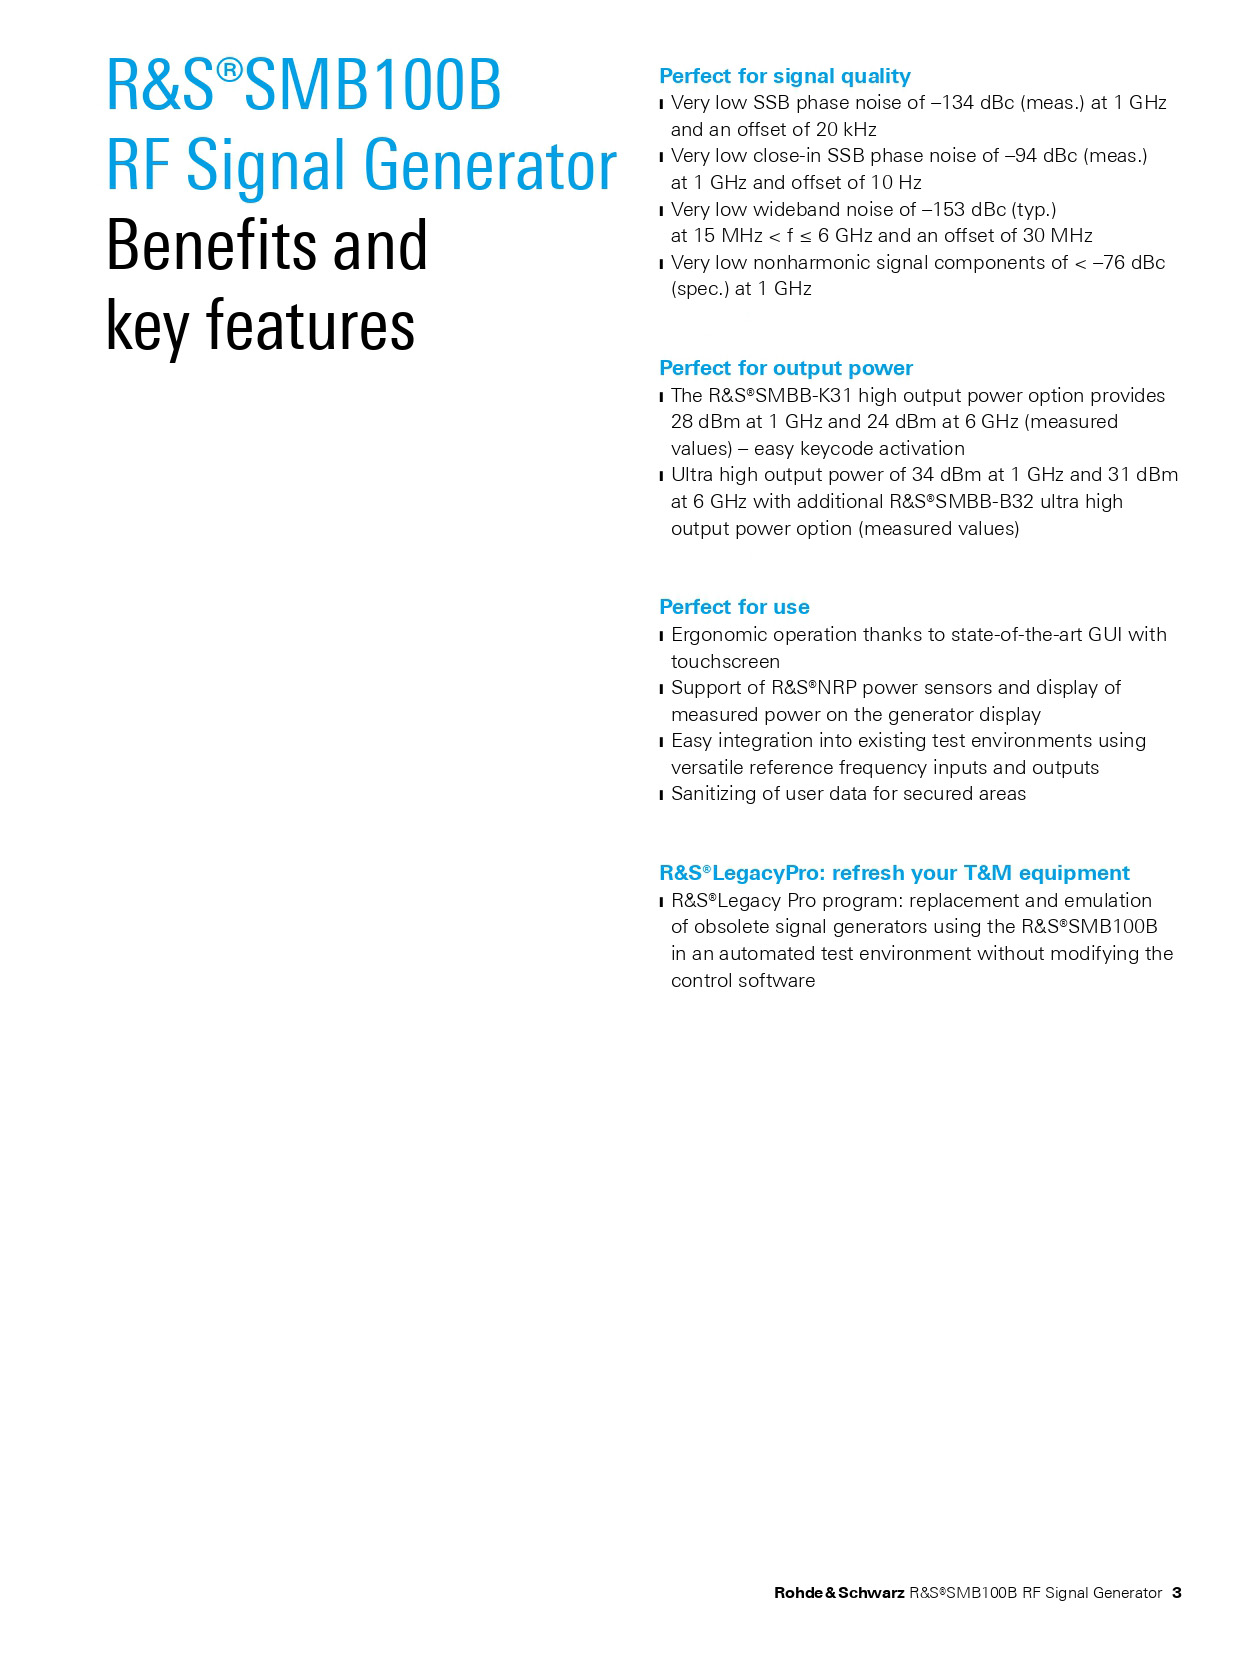 R&S®SMB100B
RF Signal Generator
Benefits and
key features
Perfect for signal quality
ı Very low SSB phase noise of –134 dBc (meas.) at 1 GHz
and an offset of 20 kHz
ı Very low close-in SSB phase noise of –94 dBc (meas.)
at 1 GHz and offset of 10 Hz
ı Very low wideband noise of –153 dBc (typ.)
at 15 MHz < f ≤ 6 GHz and an offset of 30 MHz
ı Very low nonharmonic signal components of < –76 dBc
(spec.) at 1 GHz
Perfect for output power
ı The R&S®SMBB-K31 high output power option provides
28 dBm at 1 GHz and 24 dBm at 6 GHz (measured
values) – easy keycode activation
ı Ultra high output power of 34 dBm at 1 GHz and 31 dBm
at 6 GHz with additional R&S®SMBB-B32 ultra high
output power option (measured values)
Perfect for use
ı Ergonomic operation thanks to state-of-the-art GUI with
touchscreen
ı Support of R&S®NRP power sensors and display of
measured power on the generator display
ı Easy integration into existing test environments using
versatile reference frequency inputs and outputs
ı Sanitizing of user data for secured areas
R&S®LegacyPro: refresh your T&M equipment
ı R&S®Legacy Pro program: replacement and emulation
of obsolete signal generators using the R&S®SMB100B
in an automated test environment without modifying the
control software
Rohde & Schwarz R&S®SMB100B RF Signal Generator 3